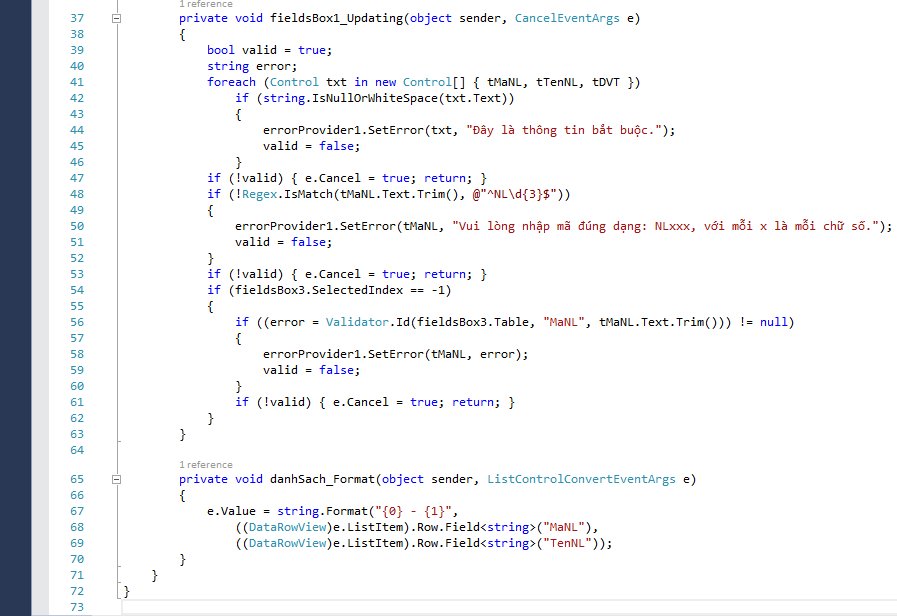 1 reference
37 private void fieldsBox1_Updating(object sender, CancelEventArgs e)
38 {
39 bool valid = true;
40 string error;
41 foreach (Control txt in new Control[] { tMaNL, tTenNL, tDVT })
42 if (string.IsNullOrWhiteSpace(txt.Text))
43 {
44 errorProvider1.SetError(txt, "Đây là thông tin bắt buộc.");
45 valid = false;
46 }
47 if (!valid) { e.Cancel = true; return; }
48 if (!Regex.IsMatch(tMaNL.Text.Trim(), @"^NL\d{3}$"))
49 {
50 errorProvider1.SetError(tMaNL, "Vui lòng nhập mã đúng dạng: NLxxx, với mỗi x là mỗi chữ số.");
51 valid = false;
52 }
53 if (!valid) { e.Cancel = true; return; }
54 if (fieldsBox3.SelectedIndex == -1)
55 {
56 if ((error = Validator.Id(fieldsBox3.Table, "MaNL", tMaNL.Text.Trim())) != null)
57 {
58 errorProvider1.SetError(tMaNL, error);
59 valid = false;
60 }
61 if (!valid) { e.Cancel = true; return; }
62 }
63 }
64
1 reference
65 private void danhSach_Format(object sender, ListControlConvertEventArgs e)
66 {
67 e.Value = string.Format("{0} - {1}",
68 ((DataRowView)e.ListItem).Row.Field<string>("MaNL"),
69 ((DataRowView)e.ListItem).Row.Field<string>("TenNL"));
70 }
71 }
72 }
73